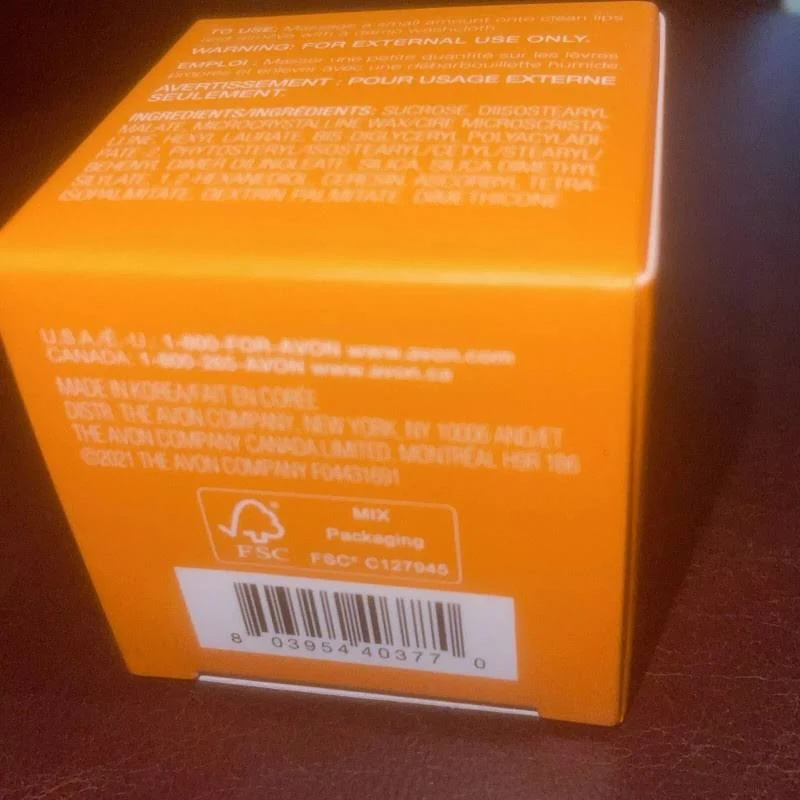 TO USE: Massage a small amount onto clean lips
and remove with a damp washcloth.
WARNING: FOR EXTERNAL USE ONLY.
EMPLOI : Masser une petite quantité sur les lèvres
propres et enlever avec une débarbouillette humide.
AVERTISSEMENT : POUR USAGE EXTERNE
SEULEMENT.
INGREDIENTS/INGRÉDIENTS: SUCROSE, DIISOSTEARYL
MALATE, MICROCRYSTALLINE WAX/CIRE MICROSCRISTA-
LLINE, HEXYL LAURATE, BIS-DIGLYCERYL POLYACYLADI-
PATE-2, PHYTOSTERYL/ISOSTEARYL/CETYL/STEARYL/
BEHENYL DIMER DILINOLEATE, SILICA, SILICA DIMETHYL
SILYLATE, 1,2-HEXANEDIOL, CERESIN, ASCORBYL TETRA-
ISOPALMITATE, DEXTRIN PALMITATE, DIMETHICONE
U.S.A./É.-U.: 1-800-FOR-AVON www.avon.com
CANADA: 1-800-265-AVON www.avon.ca
MADE IN KOREA/FAIT EN CORÉE
DISTR. THE AVON COMPANY, NEW YORK, NY 10006 AND/ET
THE AVON COMPANY CANADA LIMITED, MONTREAL H9R 1B6
©2021 THE AVON COMPANY F04431691
FSC®
MIX
Packaging
FSC® C127945
8 03954 40377 0